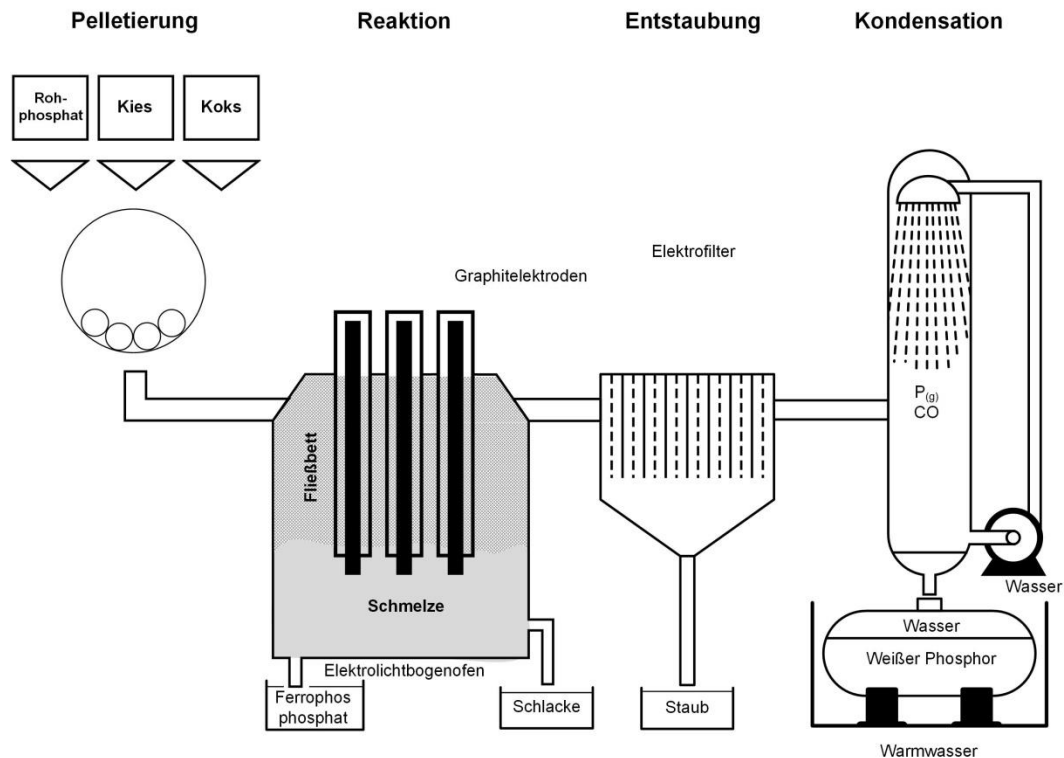 Pelletierung
Reaktion
Entstaubung
Kondensation
Roh-
phosphat
Kies
Koks
Elektrofilter
Graphitelektroden
P(g)
CO
Fließbett
Schmelze
Wasser
Wasser
Weißer Phosphor
Elektrolichtbogenofen
Ferrophos
phosphat
Schlacke
Staub
Warmwasser